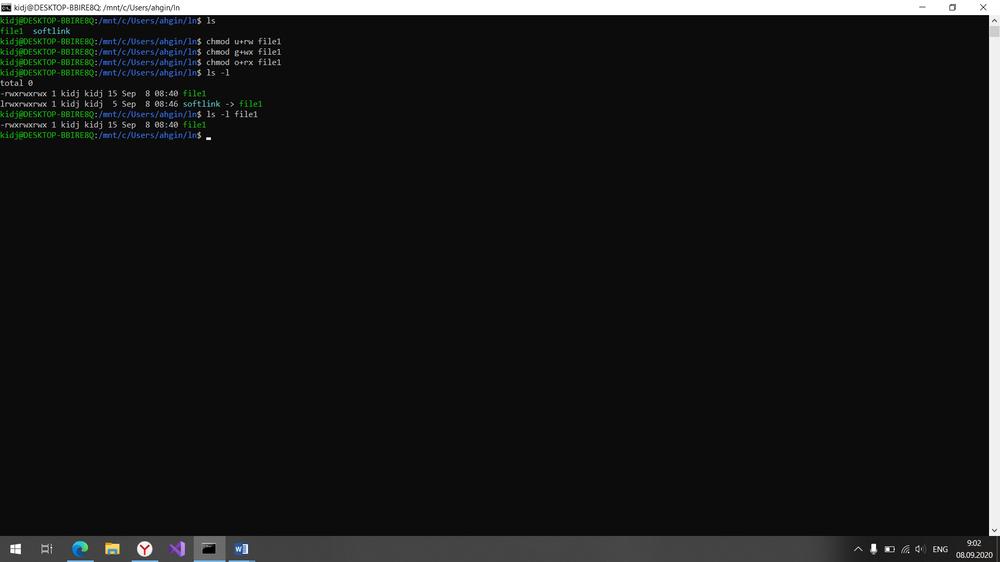 kidj@DESKTOP-BBIRE8Q: /mnt/c/Users/ahgin/ln
kidj@DESKTOP-BBIRE8Q:/mnt/c/Users/ahgin/ln$ ls
file1  softlink
kidj@DESKTOP-BBIRE8Q:/mnt/c/Users/ahgin/ln$ chmod u+rw file1
kidj@DESKTOP-BBIRE8Q:/mnt/c/Users/ahgin/ln$ chmod g+wx file1
kidj@DESKTOP-BBIRE8Q:/mnt/c/Users/ahgin/ln$ chmod o+rx file1
kidj@DESKTOP-BBIRE8Q:/mnt/c/Users/ahgin/ln$ ls -l
total 0
-rwxrwxrwx 1 kidj kidj 15 Sep  8 08:40 file1
lrwxrwxrwx 1 kidj kidj  5 Sep  8 08:46 softlink -> file1
kidj@DESKTOP-BBIRE8Q:/mnt/c/Users/ahgin/ln$ ls -l file1
-rwxrwxrwx 1 kidj kidj 15 Sep  8 08:40 file1
kidj@DESKTOP-BBIRE8Q:/mnt/c/Users/ahgin/ln$
ENG
9:02
08.09.2020